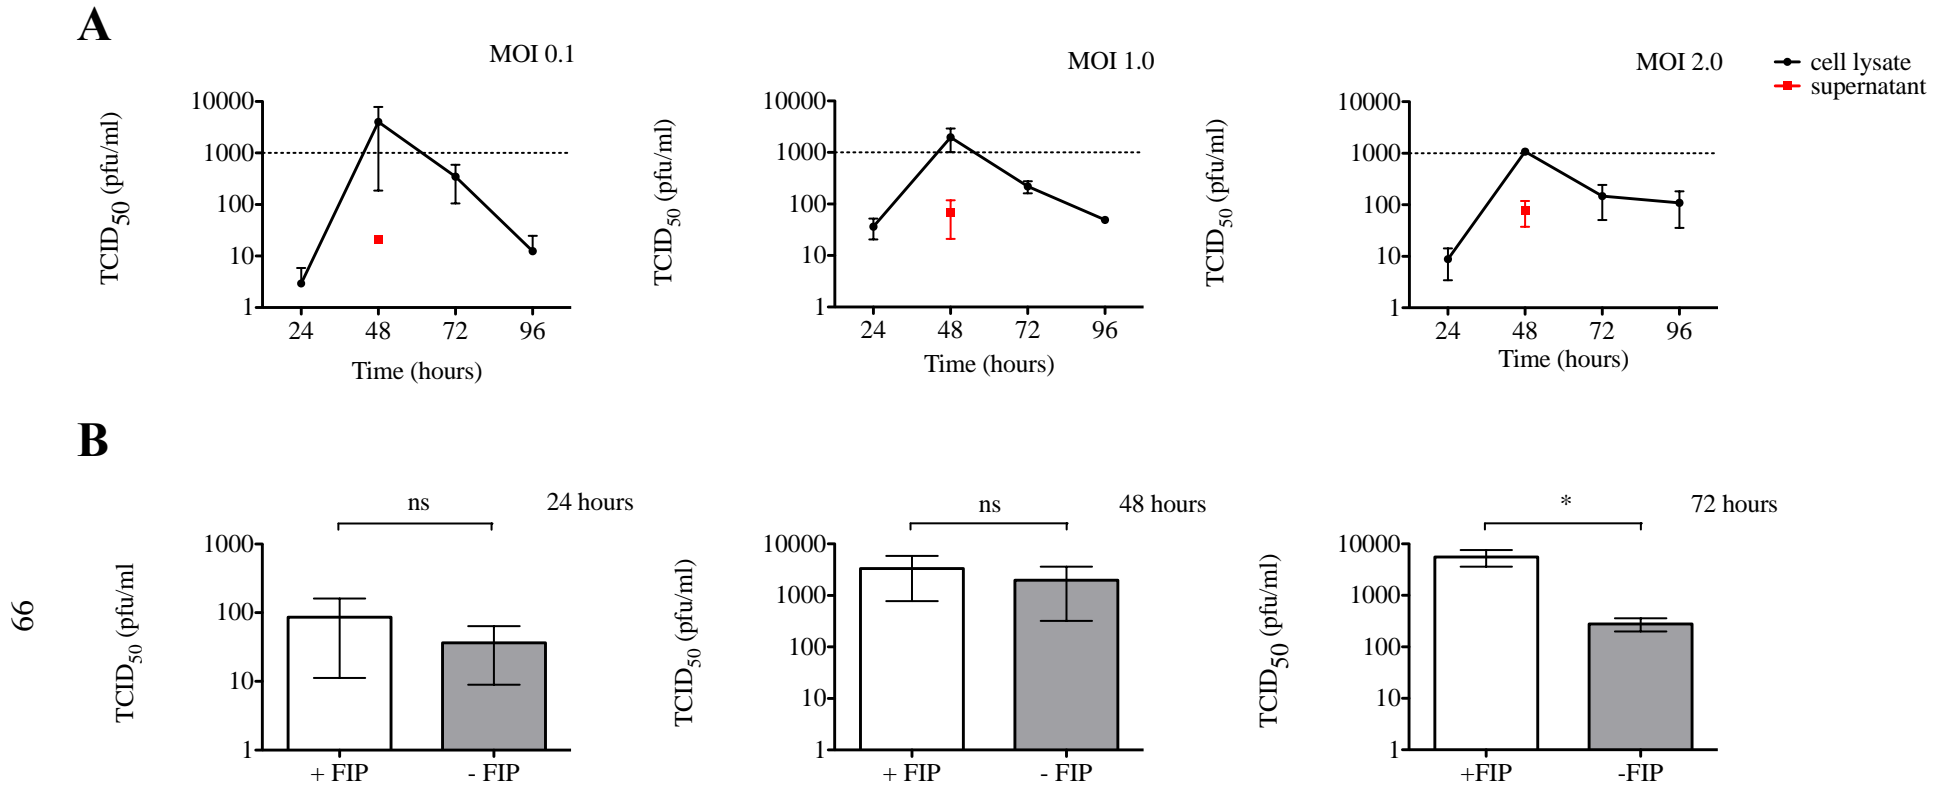 A
MOI 0.1
TCID50 (pfu/ml)
10000
1000
100
10
1
24 48 72 96
Time (hours)
MOI 1.0
TCID50 (pfu/ml)
10000
1000
100
10
1
24 48 72 96
Time (hours)
MOI 2.0
TCID50 (pfu/ml)
10000
1000
100
10
1
24 48 72 96
Time (hours)
cell lysate
supernatant
B
66
ns
24 hours
TCID50 (pfu/ml
1000
100
10
1
+ FIP - FIP
ns
48 hours
TCID50 (pfu/ml)
10000
1000
100
10
1
+ FIP - FIP
*
72 hours
TCID50 (pfu/ml)
10000
1000
100
10
1
+FIP -FIP